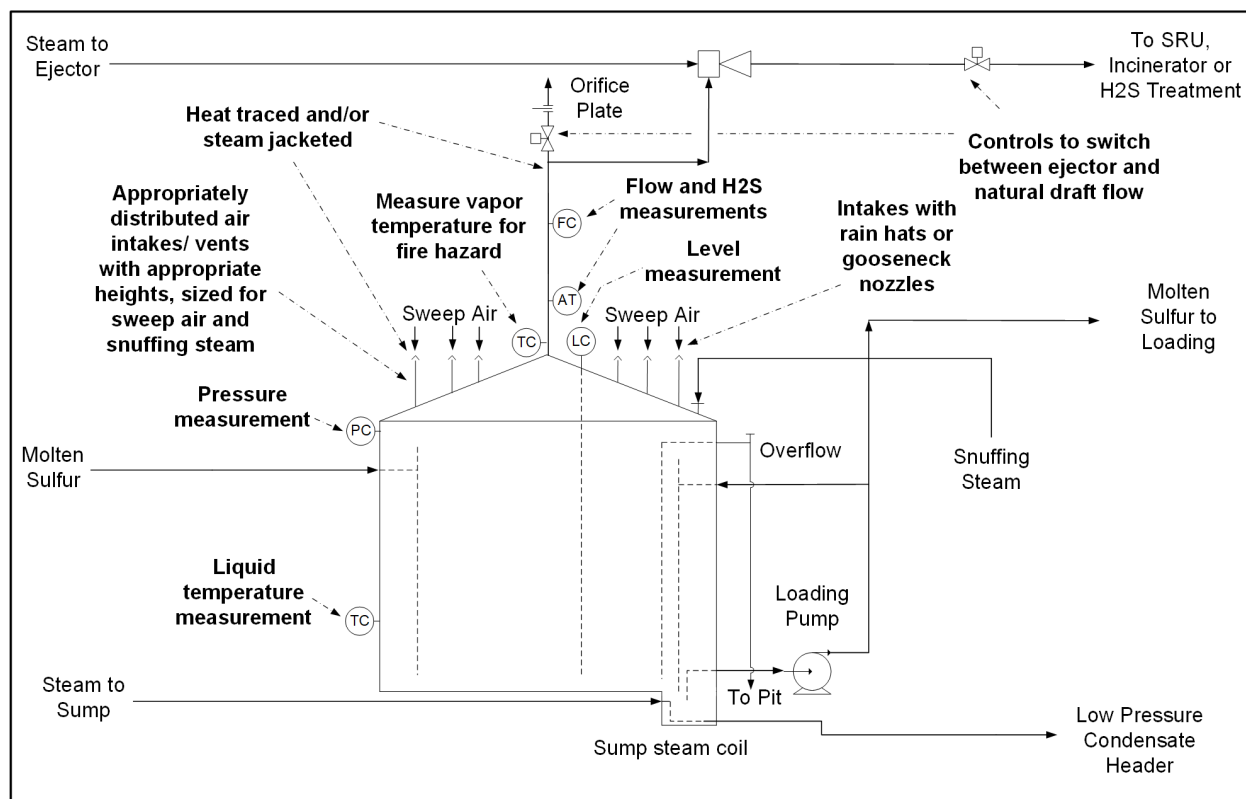 Steam to
Ejector
To SRU,
Incinerator or
H2S Treatment
Orifice
Plate
Heat traced and/or
steam jacketed
Controls to switch
between ejector and
natural draft flow
Appropriately
distributed air
intakes/ vents
with appropriate
heights, sized for
sweep air and
snuffing steam
Measure vapor
temperature for
fire hazard
FC
Flow and H2S
measurements
Intakes with
rain hats or
gooseneck
nozzles
Level
measurement
AT
Sweep Air
TC
LC
Sweep Air
Molten
Sulfur to
Loading
Pressure
measurement
PC
Molten
Sulfur
Overflow
Snuffing
Steam
Liquid
temperature
measurement
TC
Loading
Pump
Steam to
Sump
To Pit
Sump steam coil
Low Pressure
Condensate
Header